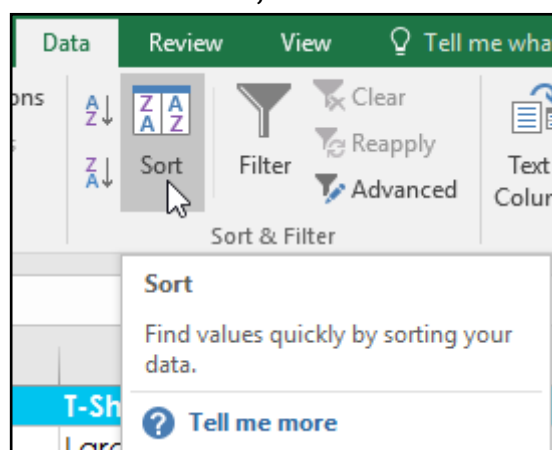 Data Review View Tell me wha
ons
A Z
Z A
Z A
A Z
Sort
Filter
Clear
Reapply
Advanced
Text
Colu
Sort & Filter
Sort
Find values quickly by sorting your
data.
T-Sh
? Tell me more
Larg